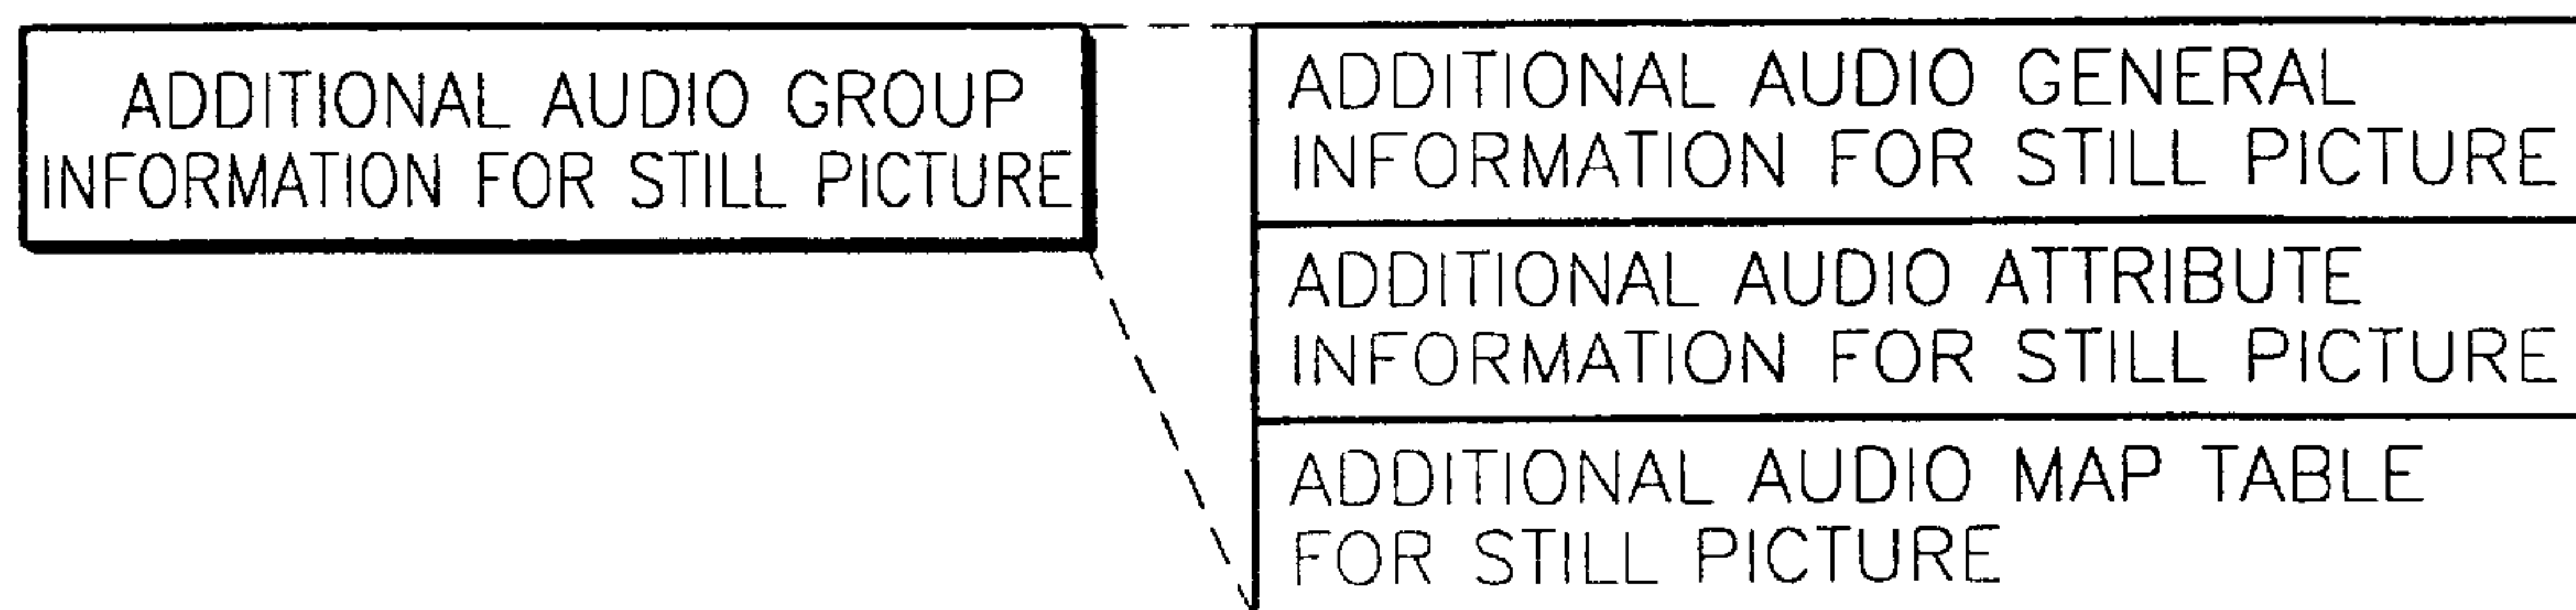 ADDITIONAL AUDIO GROUP
INFORMATION FOR STILL PICTURE
ADDITIONAL AUDIO GENERAL
INFORMATION FOR STILL PICTURE
ADDITIONAL AUDIO ATTRIBUTE
INFORMATION FOR STILL PICTURE
ADDITIONAL AUDIO MAP TABLE
FOR STILL PICTURE